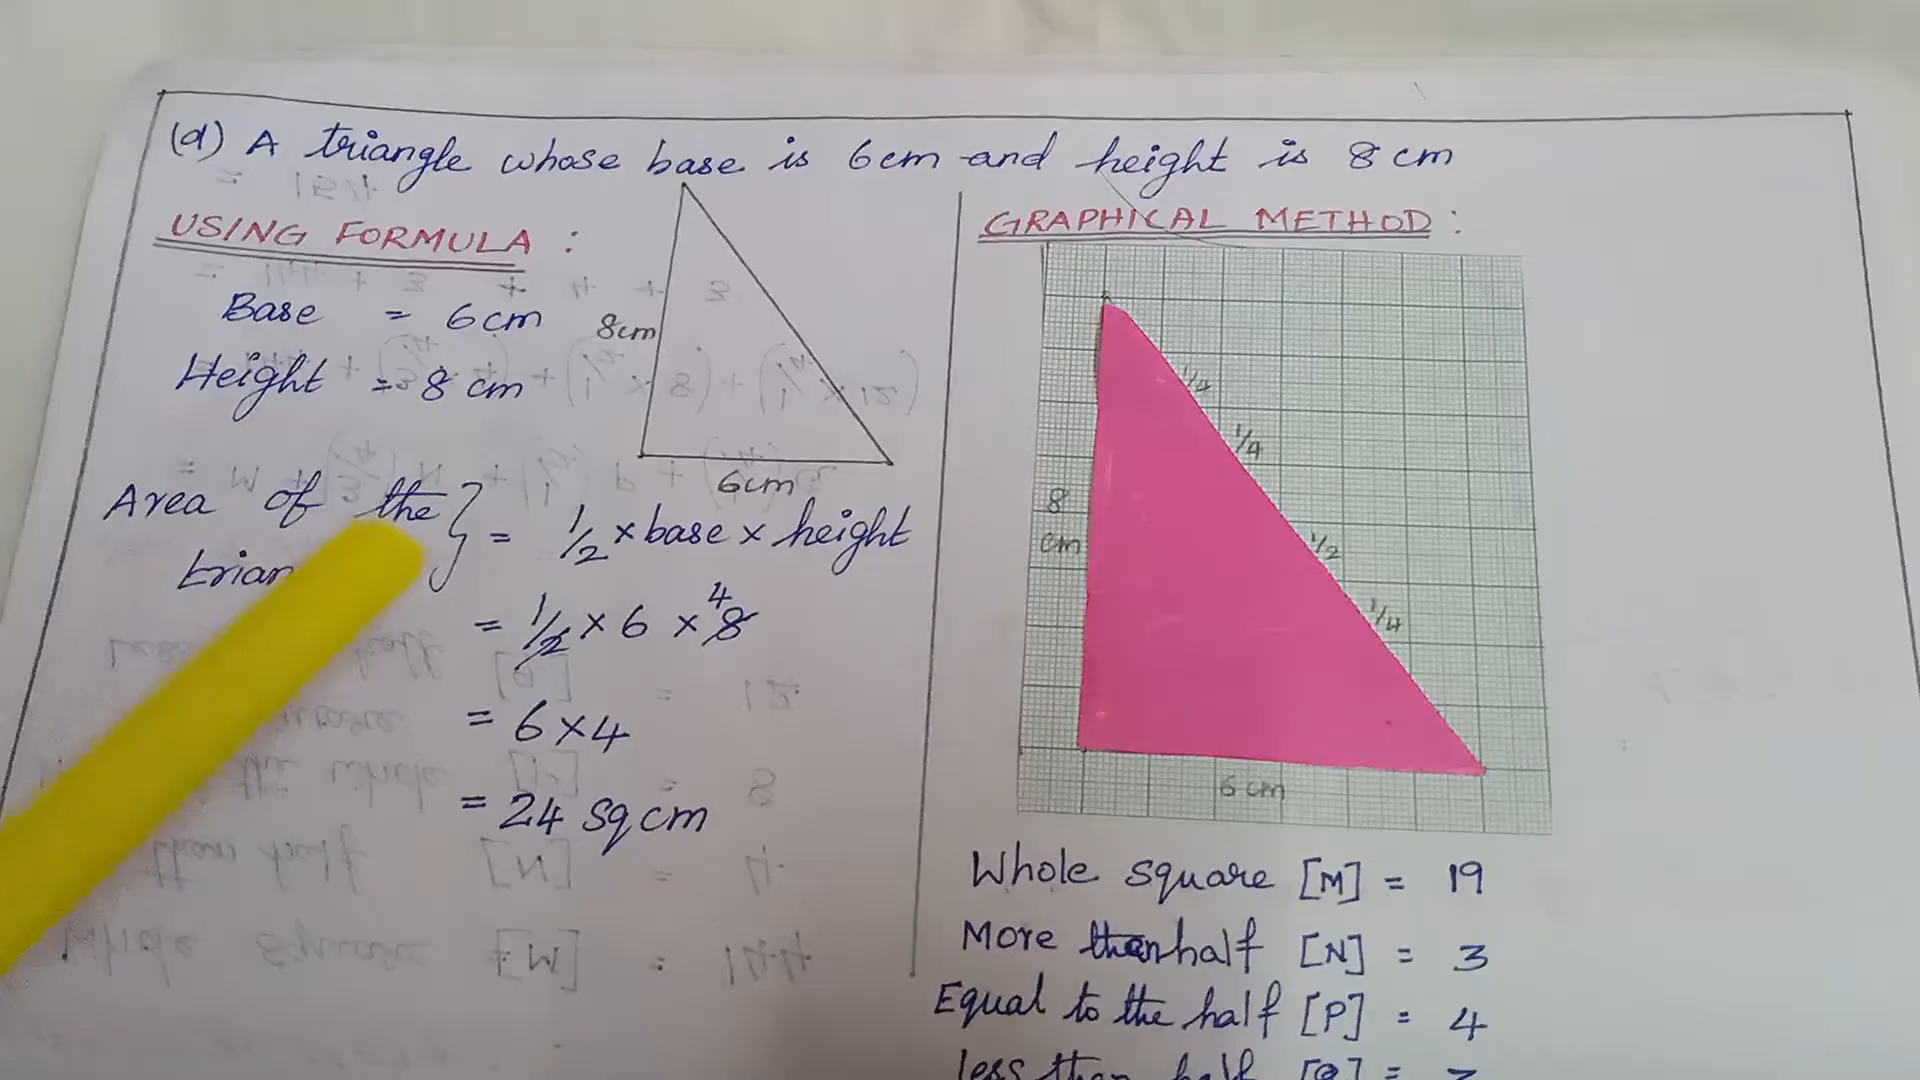 (d) A triangle whose base is 6cm and height is 8 cm
USING FORMULA :
Base = 6cm
Height = 8 cm
8cm
6cm
Area of the } = 1/2 × base × height
= 1/2 × 6 × 8 4
= 6 × 4
= 24 sq cm
GRAPHICAL METHOD :
1/4
1/4
1/2
1/4
8
cm
6 cm
Whole square [M] = 19
More than half [N] = 3
Equal to the half [P] = 4
less than half [Q] =